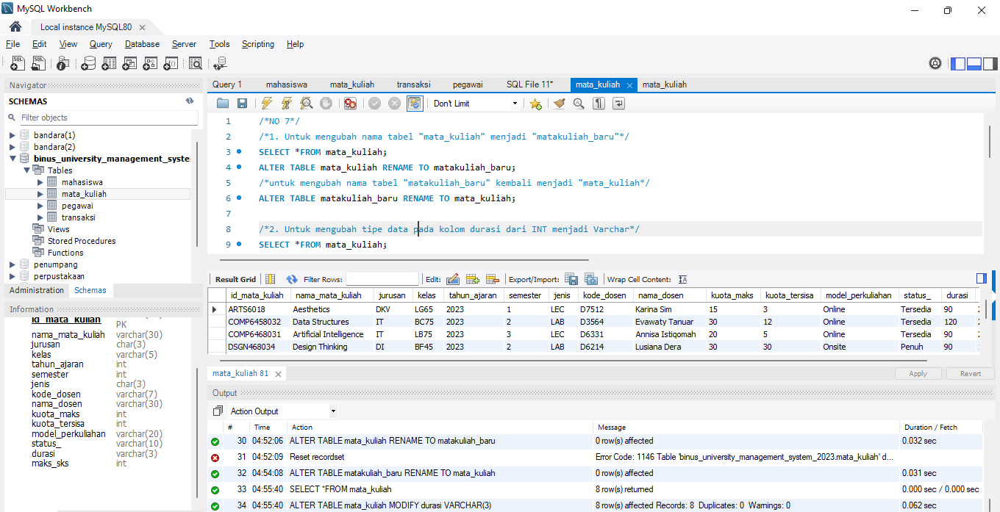 MySQL Workbench
Local instance MySQL80
File Edit View Query Database Server Tools Scripting Help
Navigator
SCHEMAS
Filter objects
bandara(1)
bandara(2)
binus_university_management_syste
Tables
mahasiswa
mata_kuliah
pegawai
transaksi
Views
Stored Procedures
Functions
penumpang
perpustakaan
Administration Schemas
Information
id_mata_kuliah
PK
nama_mata_kuliah varchar(30)
jurusan char(3)
kelas varchar(5)
tahun_ajaran int
semester int
jenis char(3)
kode_dosen varchar(7)
nama_dosen varchar(30)
kuota_maks int
kuota_tersisa int
model_perkuliahan varchar(20)
status_ varchar(10)
durasi varchar(3)
maks_sks int
Query 1 mahasiswa mata_kuliah transaksi pegawai SQL File 11* mata_kuliah mata_kuliah
Don't Limit
1 /*NO 7*/
2 /*1. Untuk mengubah nama tabel "mata_kuliah" menjadi "matakuliah_baru"*/
3 SELECT *FROM mata_kuliah;
4 ALTER TABLE mata_kuliah RENAME TO matakuliah_baru;
5 /*untuk mengubah nama tabel "matakuliah_baru" kembali menjadi "mata_kuliah*/
6 ALTER TABLE matakuliah_baru RENAME TO mata_kuliah;
7
8 /*2. Untuk mengubah tipe data pada kolom durasi dari INT menjadi Varchar*/
9 SELECT *FROM mata_kuliah;
Result Grid Filter Rows: Edit: Export/Import: Wrap Cell Content:
id_mata_kuliah nama_mata_kuliah jurusan kelas tahun_ajaran semester jenis kode_dosen nama_dosen kuota_maks kuota_tersisa model_perkuliahan status_ durasi
ARTS6018 Aesthetics DKV LG65 2023 1 LEC D7512 Karina Sim 15 3 Online Tersedia 90
COMP6458032 Data Structures IT BC75 2023 2 LAB D3564 Evawaty Tanuar 30 12 Online Tersedia 120
COMP6468031 Artificial Intelligence IT LB75 2023 3 LEC D6331 Annisa Istiqomah 20 5 Online Tersedia 90
DSGN468034 Design Thinking DI BF45 2023 2 LAB D6214 Lusiana Dera 30 30 Onsite Penuh 90
mata_kuliah 81
Apply Revert
Output
Action Output
# Time Action Message Duration / Fetch
30 04:52:06 ALTER TABLE mata_kuliah RENAME TO matakuliah_baru 0 row(s) affected 0.032 sec
31 04:52:09 Reset recordset Error Code: 1146 Table 'binus_university_management_system_2023.mata_kuliah' d...
32 04:54:08 ALTER TABLE matakuliah_baru RENAME TO mata_kuliah 0 row(s) affected 0.031 sec
33 04:55:40 SELECT *FROM mata_kuliah 8 row(s) returned 0.000 sec / 0.000 sec
34 04:55:40 ALTER TABLE mata_kuliah MODIFY durasi VARCHAR(3) 8 row(s) affected Records: 8 Duplicates: 0 Warnings: 0 0.062 sec